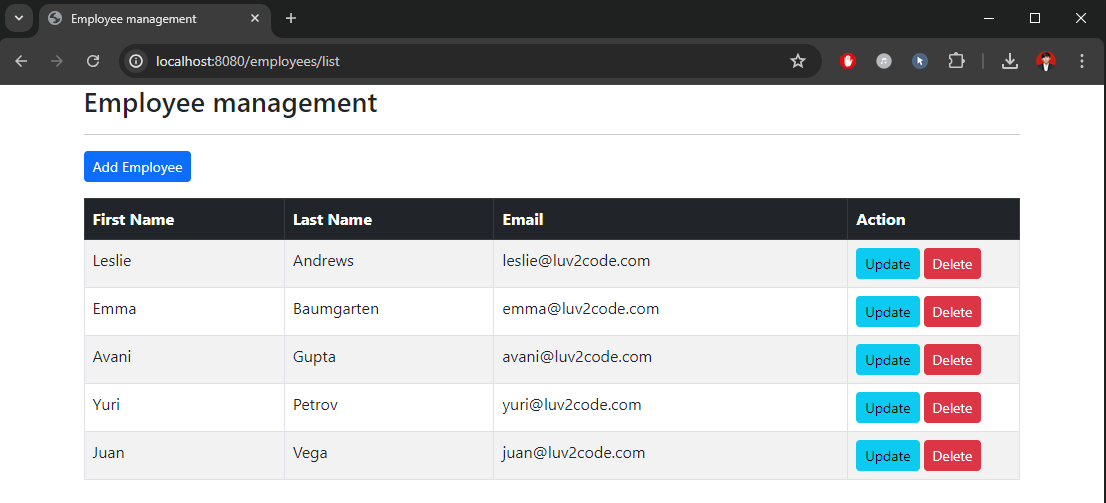 Employee management
localhost:8080/employees/list
Employee management
Add Employee
First Name Last Name Email Action
Leslie Andrews leslie@luv2code.com Update Delete
Emma Baumgarten emma@luv2code.com Update Delete
Avani Gupta avani@luv2code.com Update Delete
Yuri Petrov yuri@luv2code.com Update Delete
Juan Vega juan@luv2code.com Update Delete